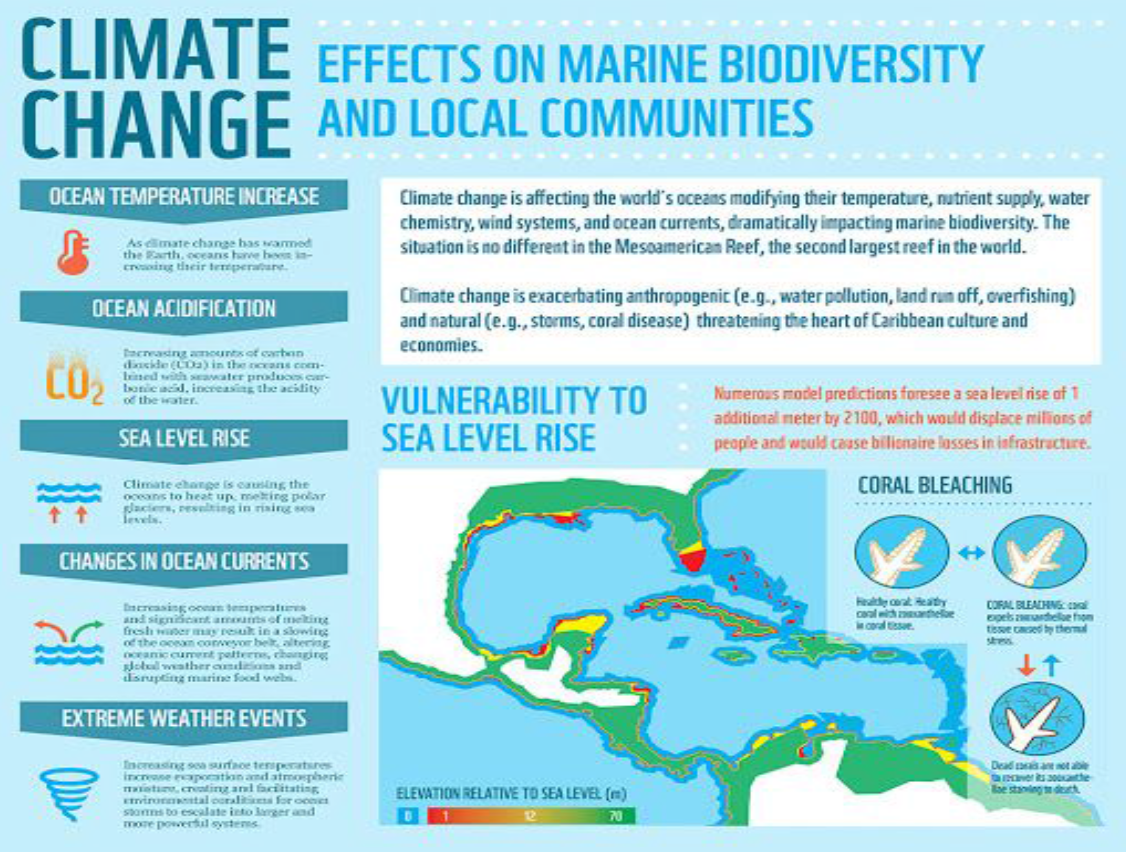 CLIMATE
CHANGE
EFFECTS ON MARINE BIODIVERSITY
AND LOCAL COMMUNITIES
OCEAN TEMPERATURE INCREASE
As climate change has warmed
the Earth, oceans have been in-
creasing their temperature.
OCEAN ACIDIFICATION
CO2
Increasing amounts of carbon
dioxide (CO2) in the oceans com-
bined with seawater produces car-
bonic acid, increasing the acidity
of the water.
SEA LEVEL RISE
Climate change is causing the
oceans to heat up, melting polar
glaciers, resulting in rising sea
levels.
CHANGES IN OCEAN CURRENTS
Increasing ocean temperatures
and significant amounts of melting
fresh water may result in a slowing
of the ocean conveyor belt, altering
oceanic current patterns, changing
global weather conditions and
disrupting marine food webs.
EXTREME WEATHER EVENTS
Increasing sea surface temperatures
increase evaporation and atmospheric
moisture, creating and facilitating
environmental conditions for ocean
storms to escalate into larger and
more powerful systems.
Climate change is affecting the world's oceans modifying their temperature, nutrient supply, water
chemistry, wind systems, and ocean currents, dramatically impacting marine biodiversity. The
situation is no different in the Mesoamerican Reef, the second largest reef in the world.
Climate change is exacerbating anthropogenic (e.g., water pollution, land run off, overfishing)
and natural (e.g., storms, coral disease) threatening the heart of Caribbean culture and
economies.
VULNERABILITY TO
SEA LEVEL RISE
Numerous model predictions foresee a sea level rise of 1
additional meter by 2100, which would displace millions of
people and would cause billionaire losses in infrastructure.
CORAL BLEACHING
Healthy coral: Healthy
coral with zooxanthellae
in coral tissue.
CORAL BLEACHING: coral
expels zooxanthellae from
tissue caused by thermal
stress.
Dead corals are not able
to recover its zooxanthe-
llae starving to death.
ELEVATION RELATIVE TO SEA LEVEL (m)
0 1 12 70